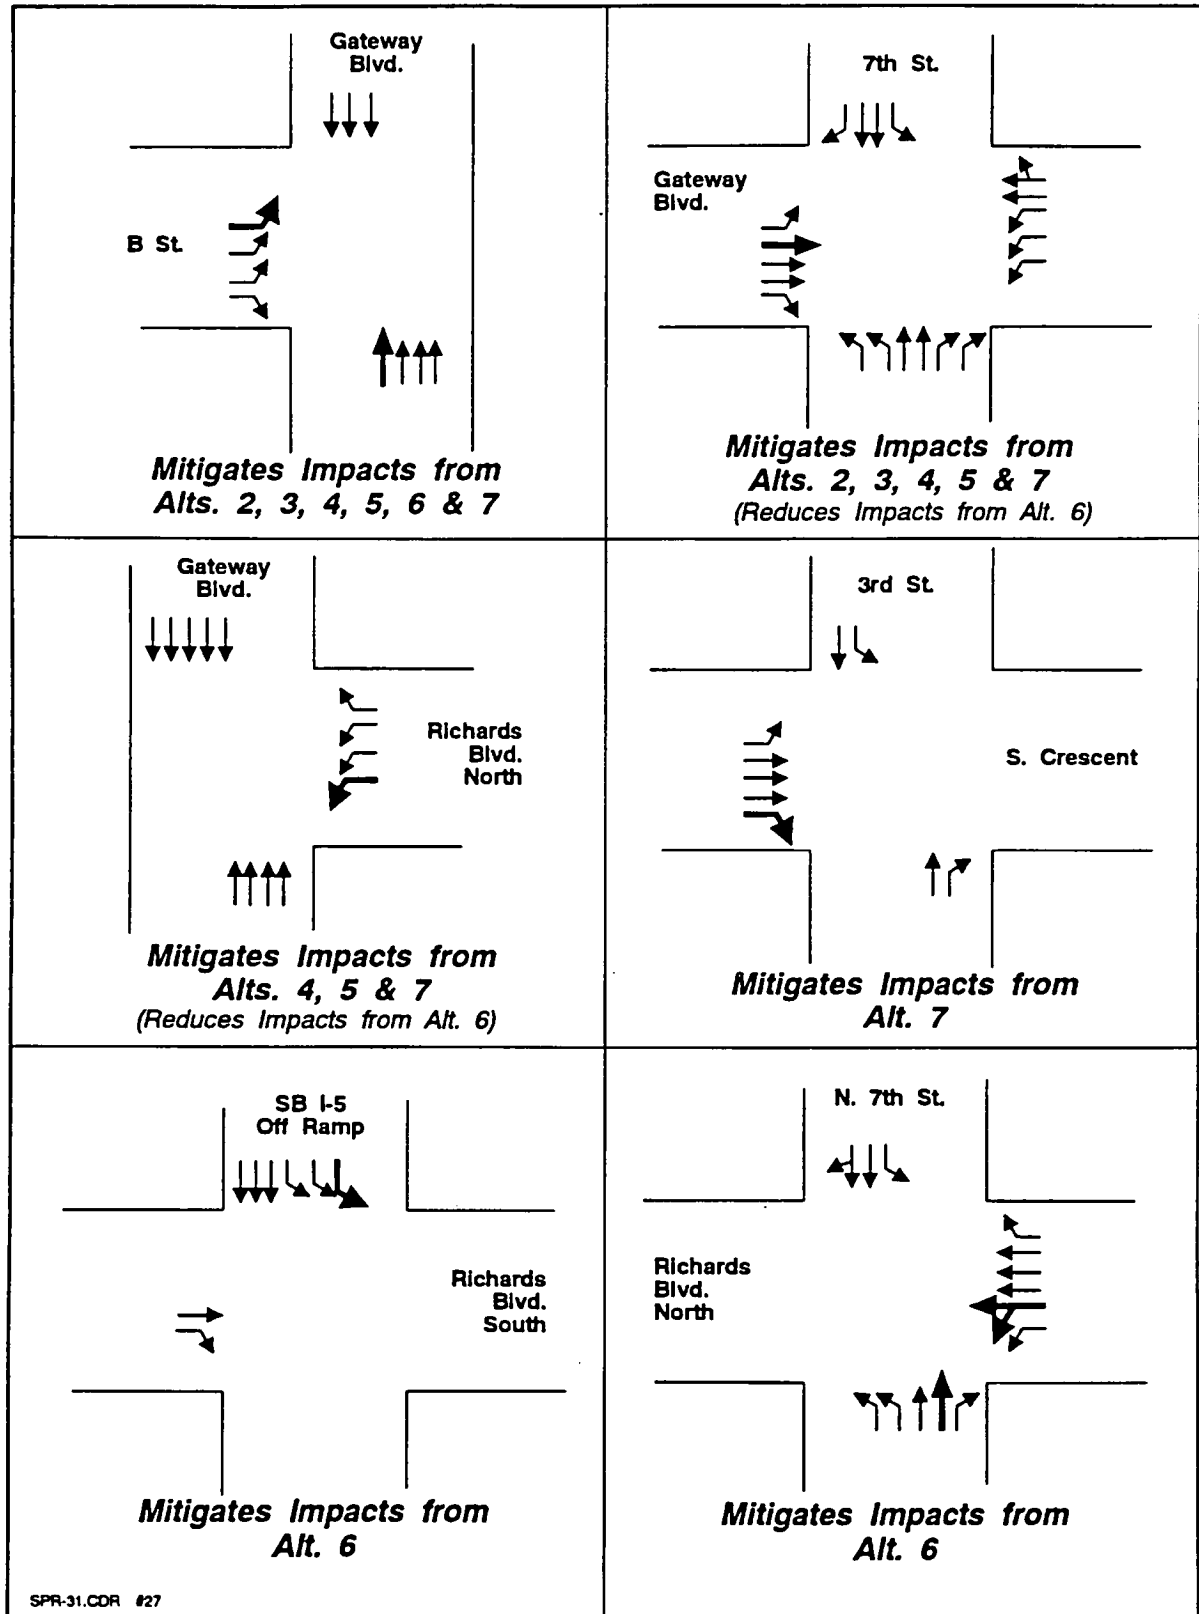 Gateway
Blvd.
B St.
Mitigates Impacts from
Alts. 2, 3, 4, 5, 6 & 7
7th St.
Gateway
Blvd.
Mitigates Impacts from
Alts. 2, 3, 4, 5 & 7
(Reduces Impacts from Alt. 6)
Gateway
Blvd.
Richards
Blvd.
North
Mitigates Impacts from
Alts. 4, 5 & 7
(Reduces Impacts from Alt. 6)
3rd St.
S. Crescent
Mitigates Impacts from
Alt. 7
SB I-5
Off Ramp
Richards
Blvd.
South
Mitigates Impacts from
Alt. 6
N. 7th St.
Richards
Blvd.
North
Mitigates Impacts from
Alt. 6
SPR-31.CDR #27